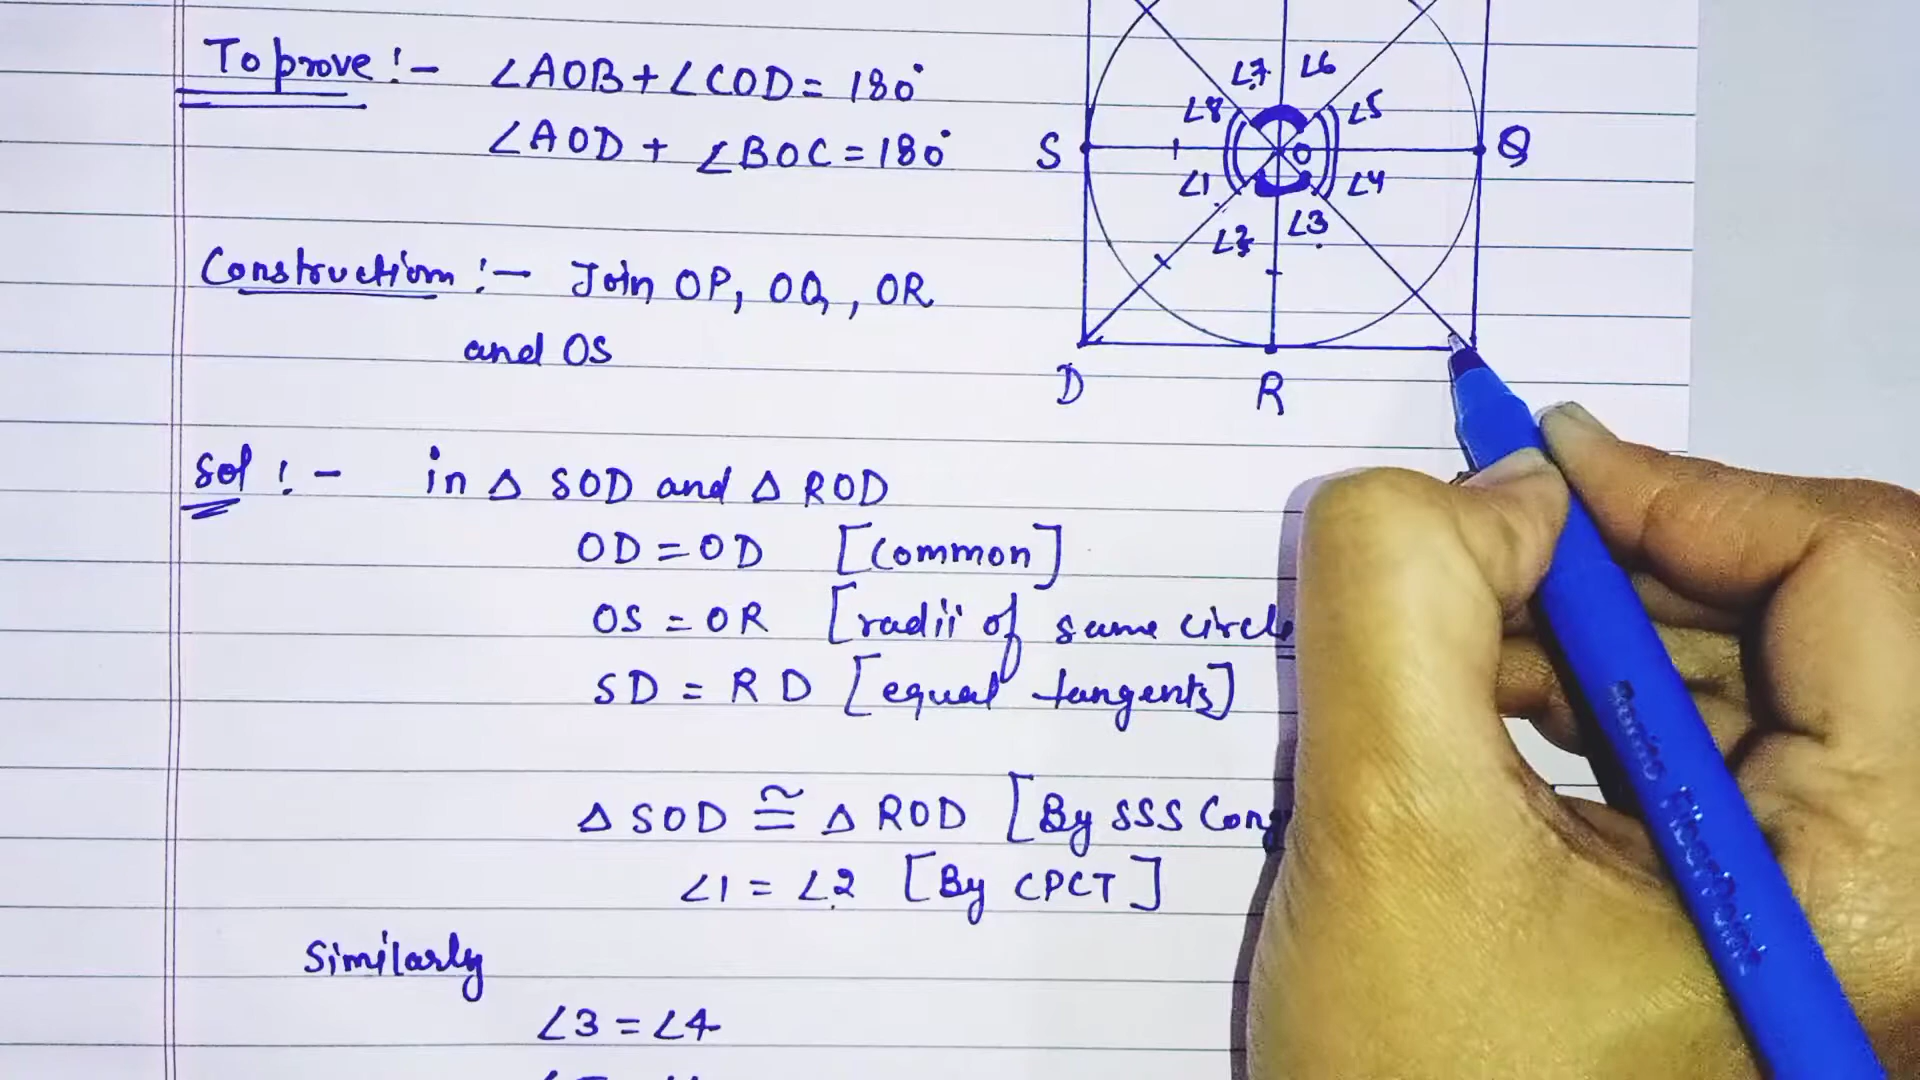 To prove :- ∠AOB + ∠COD = 180°
∠AOD + ∠BOC = 180°
∠7 ∠6
∠8 ∠5
S O Q
∠1 ∠4
∠2 ∠3
D R
Construction :- Join OP, OQ, OR
and OS
Sol :- in △ SOD and △ ROD
OD = OD [Common]
OS = OR [radii of same circle
SD = RD [equal tangents]
△ SOD ≅ △ ROD [By SSS Cong
∠1 = ∠2 [By CPCT]
Similarly
∠3 = ∠4